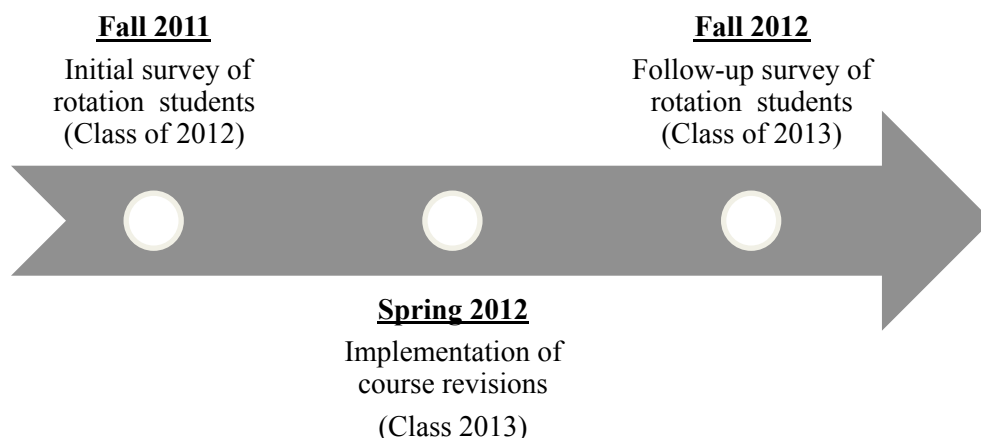 Fall 2011
Initial survey of
rotation students
(Class of 2012)
Fall 2012
Follow-up survey of
rotation students
(Class of 2013)
Spring 2012
Implementation of
course revisions
(Class 2013)